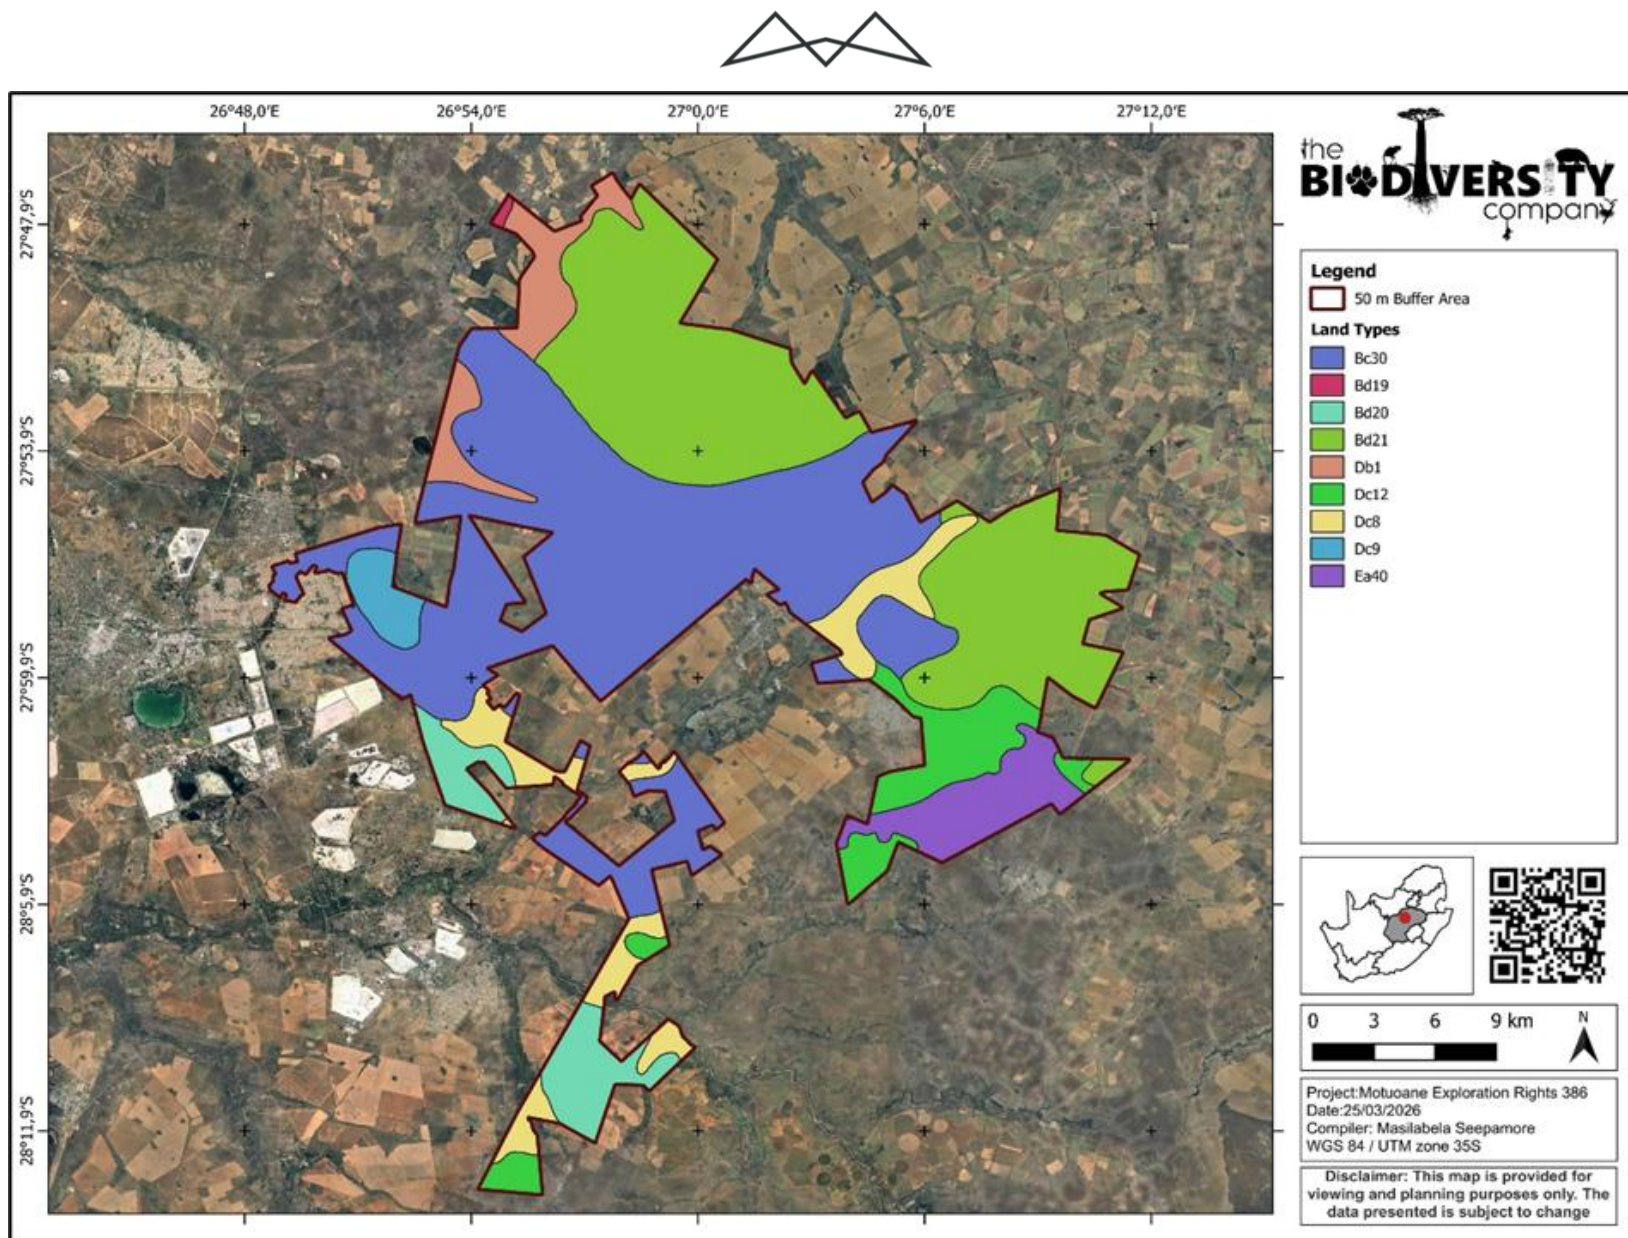 26°48,0'E 26°54,0'E 27°0,0'E 27°6,0'E 27°12,0'E
27°47,9'S
27°53,9'S
27°59,9'S
28°5,9'S
28°11,9'S
the
BIODIVERSITY
company
Legend
50 m Buffer Area
Land Types
Bc30
Bd19
Bd20
Bd21
Db1
Dc12
Dc8
Dc9
Ea40
0 3 6 9 km
N
Project:Motuoane Exploration Rights 386
Date:25/03/2026
Compiler: Masilabela Seepamore
WGS 84 / UTM zone 35S
Disclaimer: This map is provided for
viewing and planning purposes only. The
data presented is subject to change